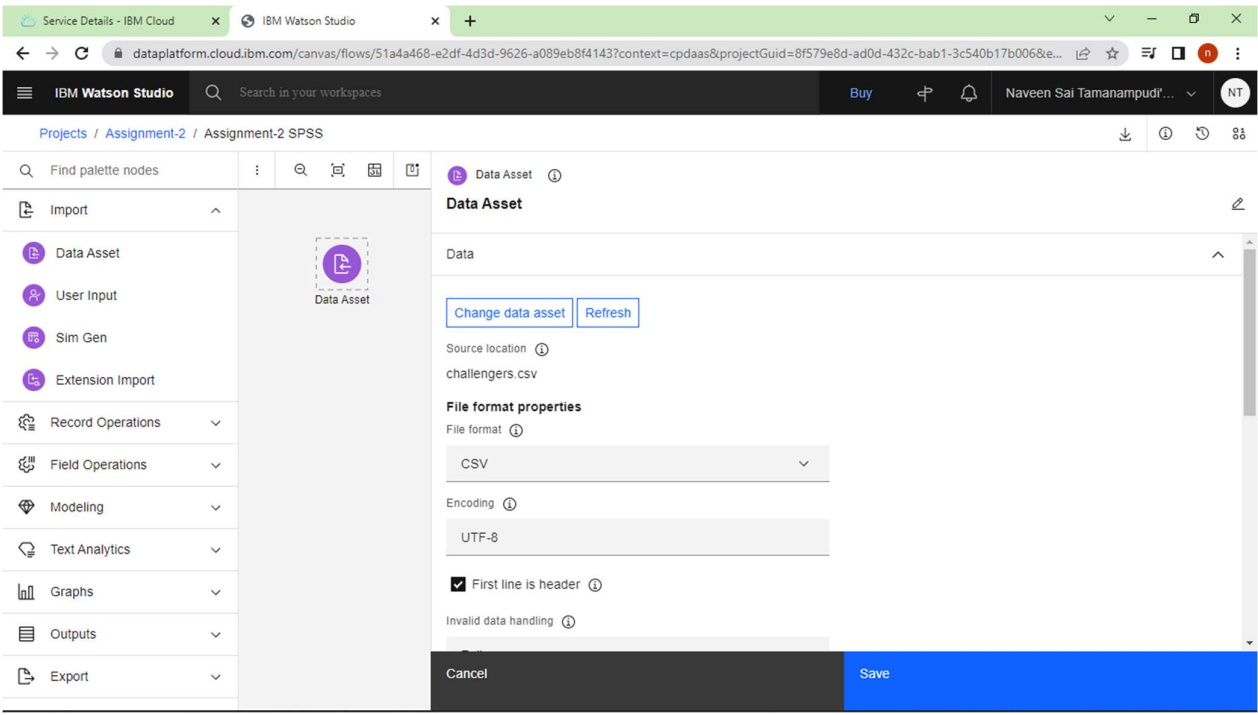 Service Details - IBM Cloud
IBM Watson Studio
dataplatform.cloud.ibm.com/canvas/flows/51a4a468-e2df-4d3d-9626-a089eb8f4143?context=cpdaas&projectGuid=8f579e8d-ad0d-432c-bab1-3c540b17b006&e...
n
IBM Watson Studio
Search in your workspaces
Buy
Naveen Sai Tamanampudi'...
NT
Projects / Assignment-2 / Assignment-2 SPSS
Find palette nodes
Import
Data Asset
User Input
Sim Gen
Extension Import
Record Operations
Field Operations
Modeling
Text Analytics
Graphs
Outputs
Export
Data Asset
Data Asset
Data Asset
Data
Change data asset
Refresh
Source location
challengers.csv
File format properties
File format
CSV
Encoding
UTF-8
First line is header
Invalid data handling
Cancel
Save